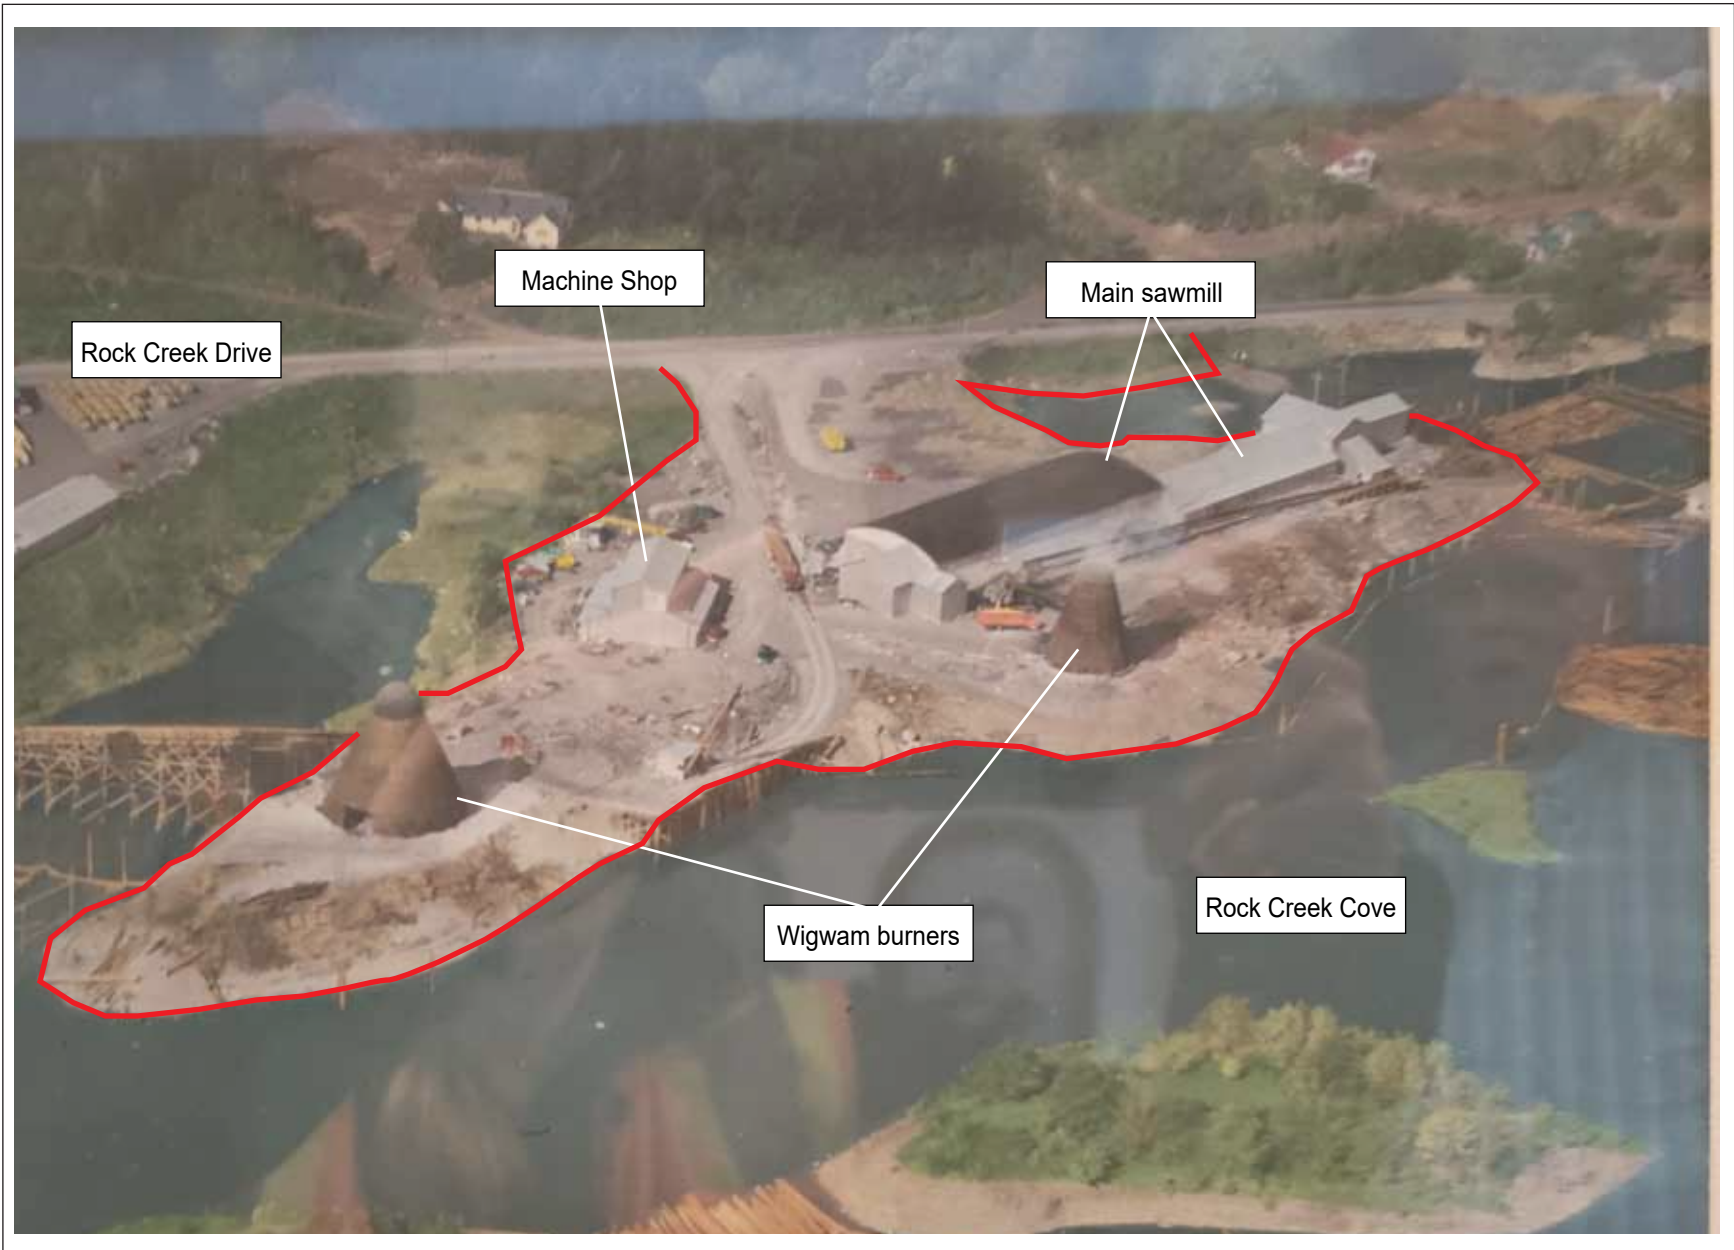 Machine Shop
Main sawmill
Rock Creek Drive
Rock Creek Cove
Wigwam burners